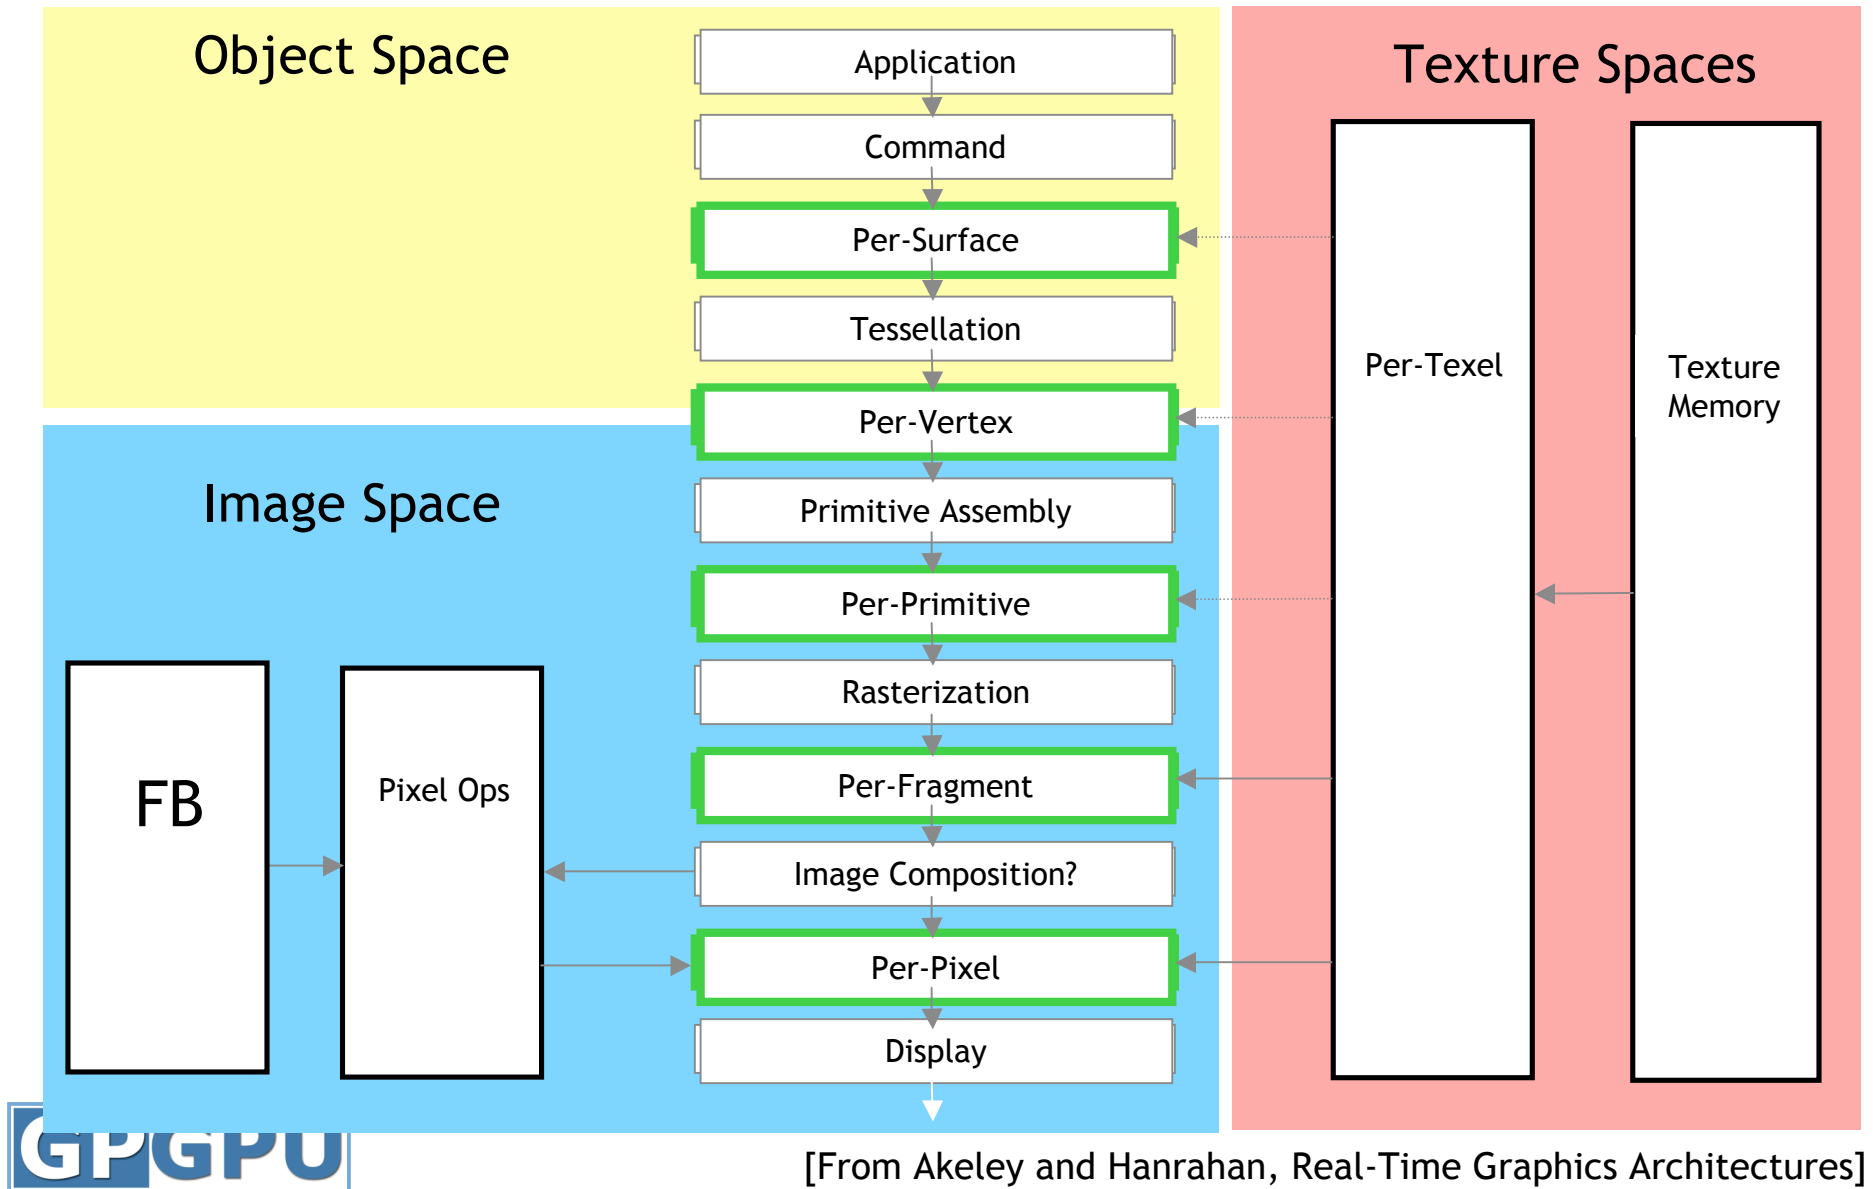 Object Space
Texture Spaces
Application
Command
Per-Surface
Tessellation
Per-Texel
Texture
Memory
Per-Vertex
Image Space
Primitive Assembly
Per-Primitive
Rasterization
FB
Pixel Ops
Per-Fragment
Image Composition?
Per-Pixel
Display
GPGPU
[From Akeley and Hanrahan, Real-Time Graphics Architectures]